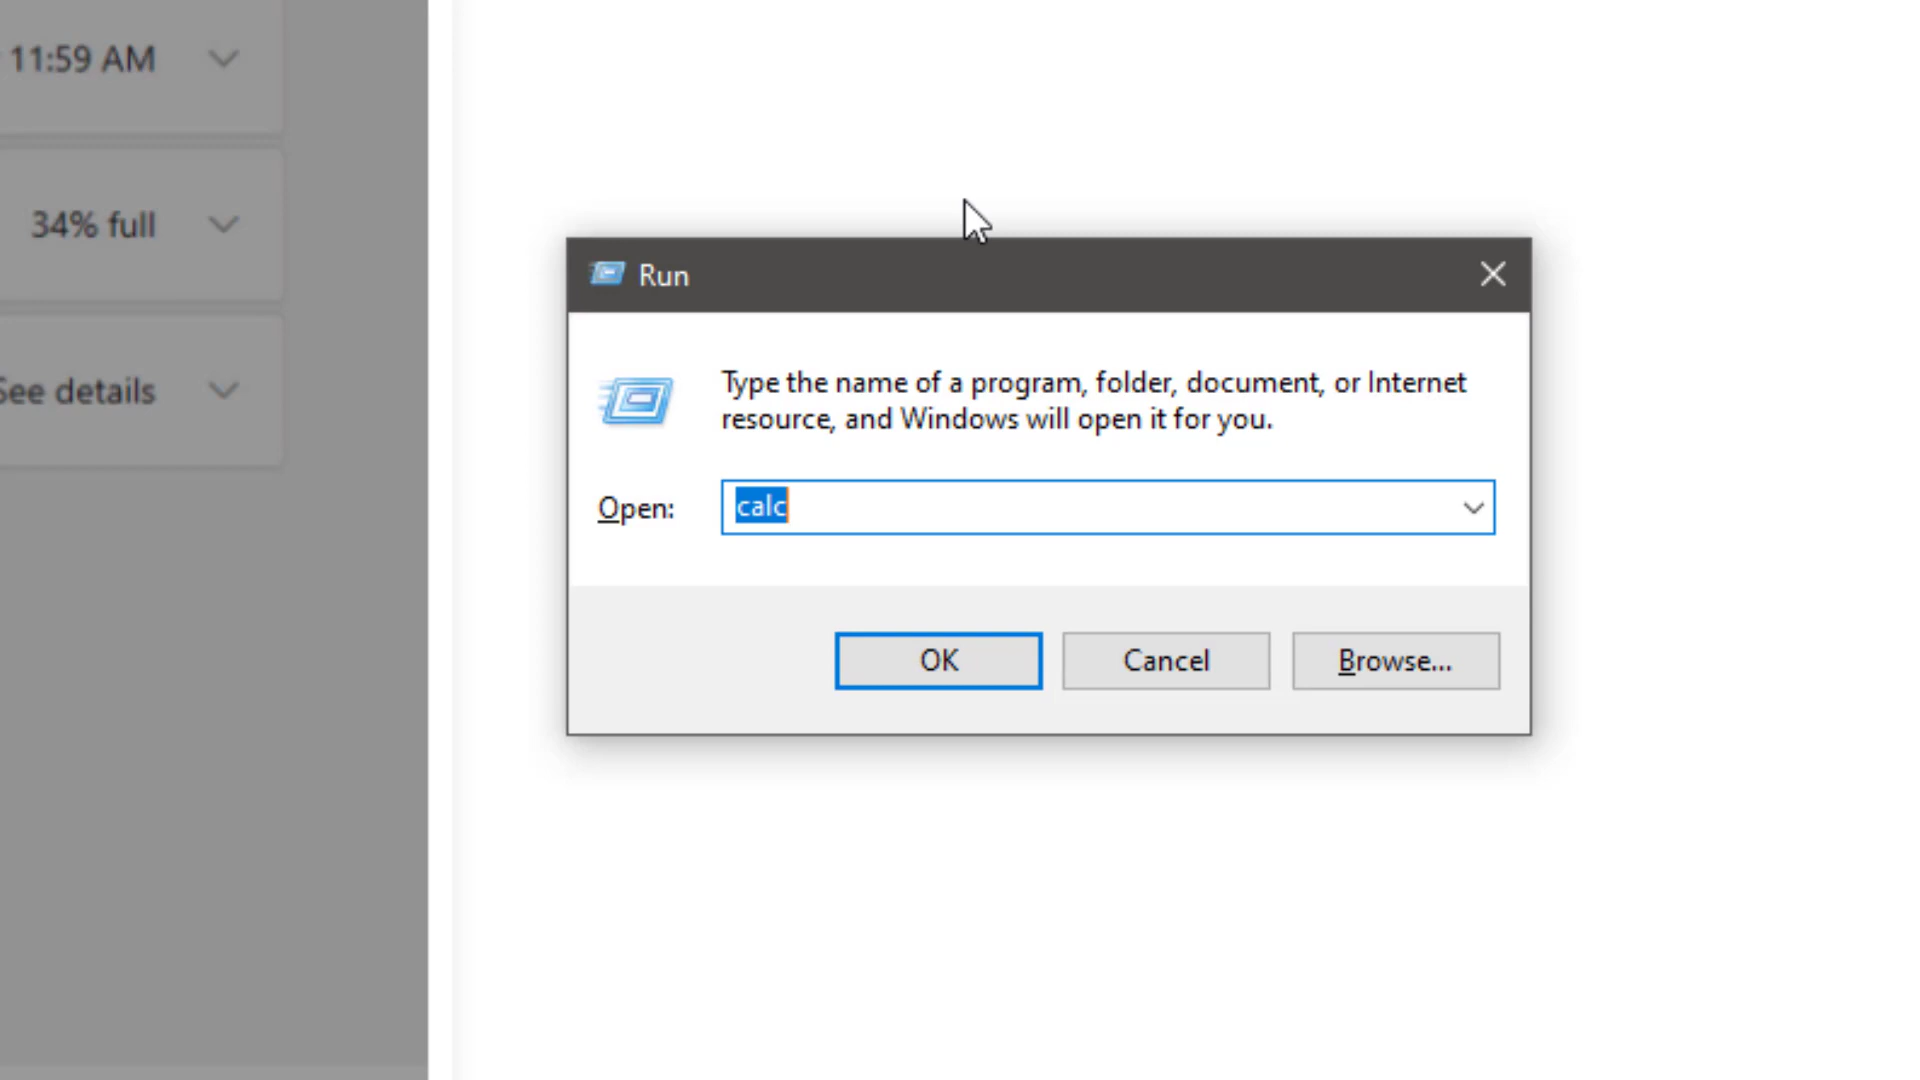 11:59 AM
34% full
See details
Run
Type the name of a program, folder, document, or Internet
resource, and Windows will open it for you.
Open:
calc
OK
Cancel
Browse...